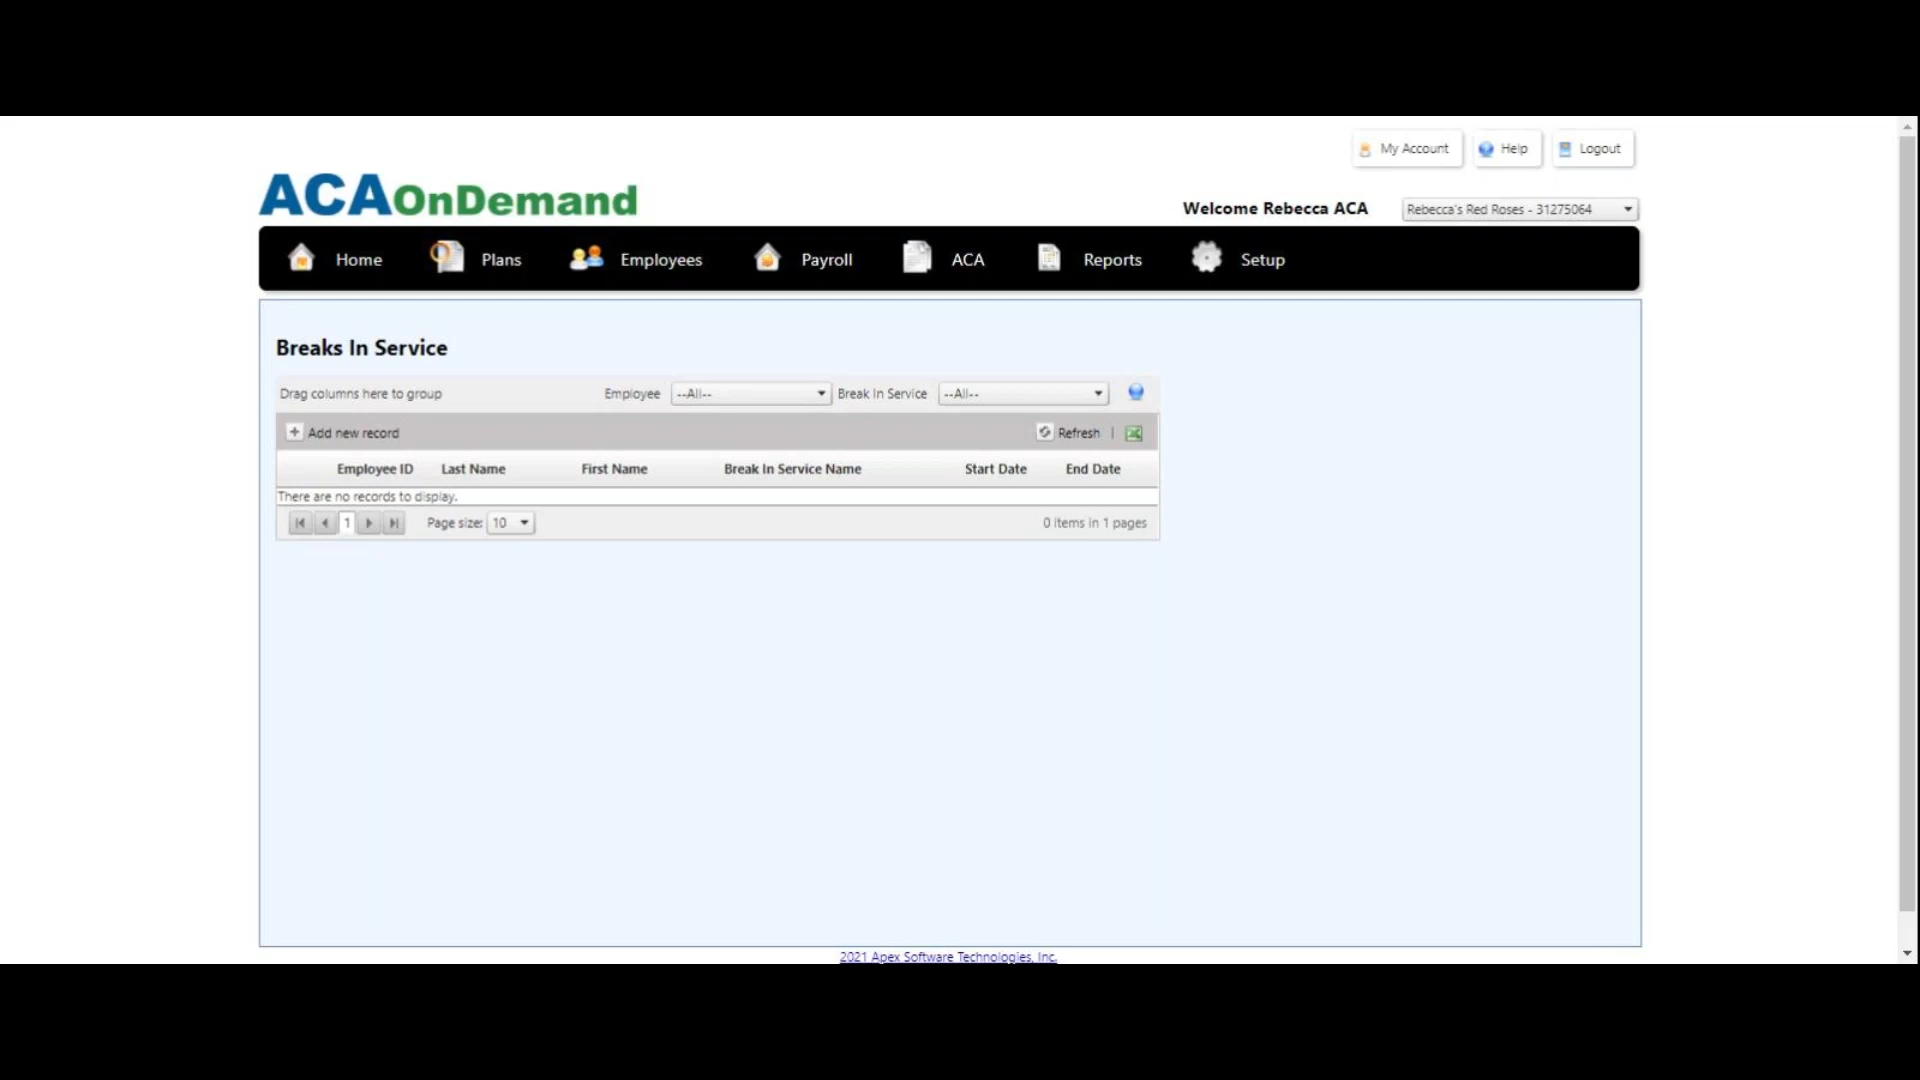 My Account Help Logout
ACAOnDemand
Welcome Rebecca ACA Rebecca's Red Roses - 31275064
Home Plans Employees Payroll ACA Reports Setup
Breaks In Service
Drag columns here to group Employee --All-- Break In Service --All--
+ Add new record Refresh |
Employee ID Last Name First Name Break In Service Name Start Date End Date
There are no records to display.
1 Page size: 10 0 items in 1 pages
2021 Apex Software Technologies, Inc.